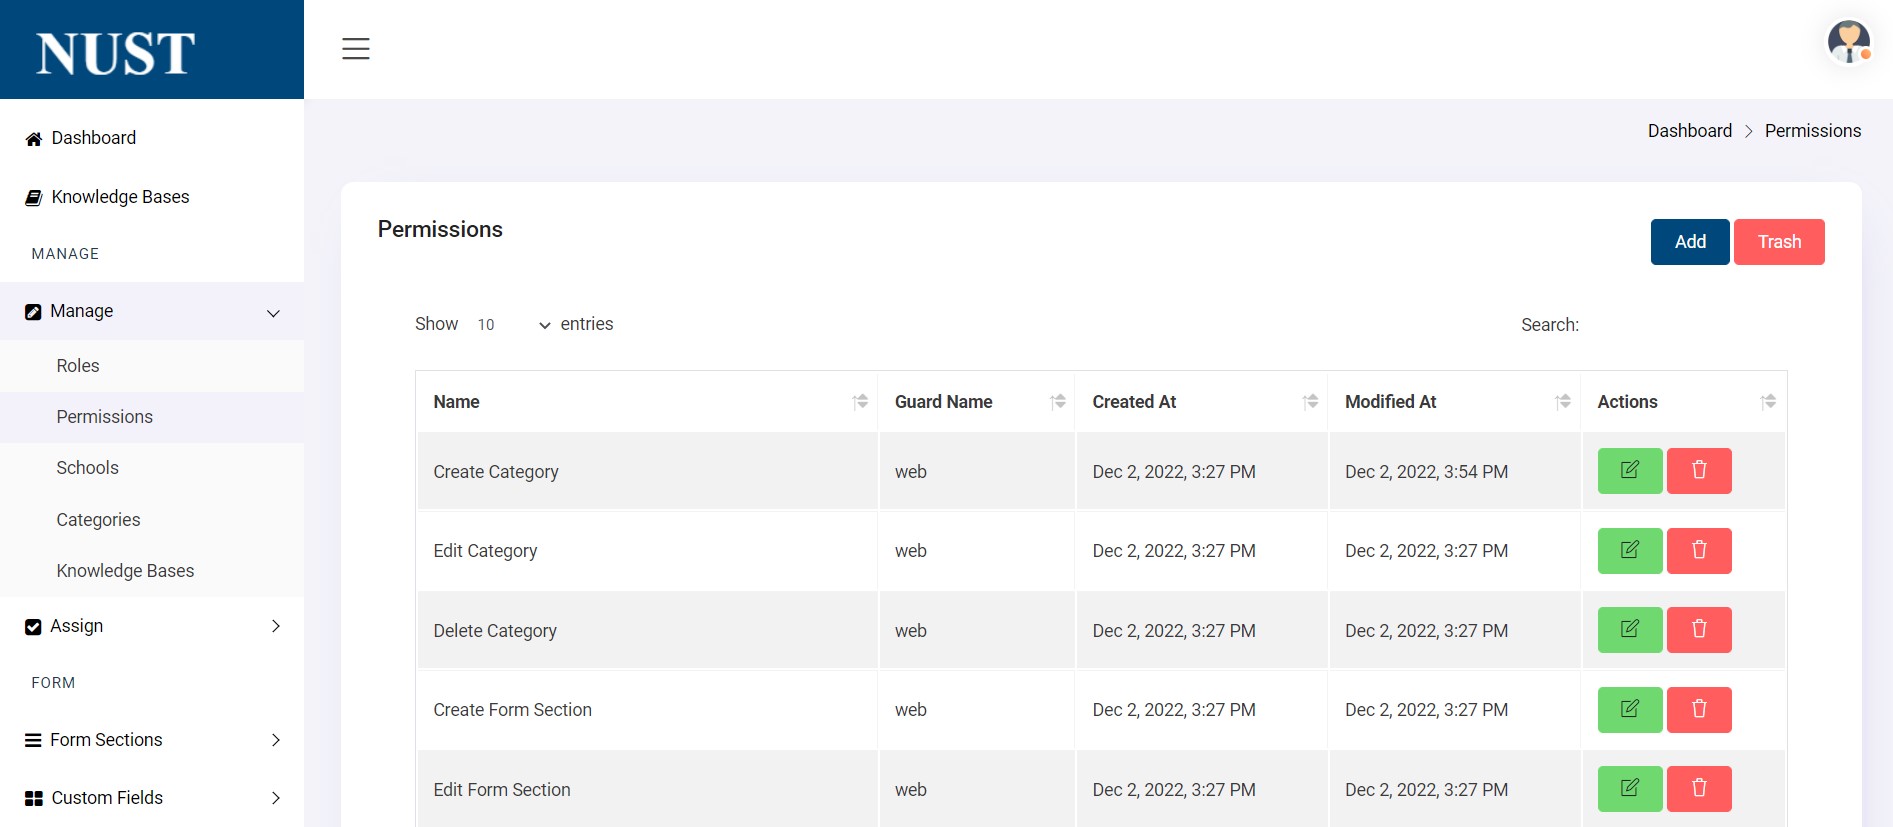 NUST
Dashboard
Knowledge Bases
MANAGE
Manage
Roles
Permissions
Schools
Categories
Knowledge Bases
Assign
FORM
Form Sections
Custom Fields
Dashboard > Permissions
Permissions
Add Trash
Show 10 entries Search:
Name Guard Name Created At Modified At Actions
Create Category web Dec 2, 2022, 3:27 PM Dec 2, 2022, 3:54 PM
Edit Category web Dec 2, 2022, 3:27 PM Dec 2, 2022, 3:27 PM
Delete Category web Dec 2, 2022, 3:27 PM Dec 2, 2022, 3:27 PM
Create Form Section web Dec 2, 2022, 3:27 PM Dec 2, 2022, 3:27 PM
Edit Form Section web Dec 2, 2022, 3:27 PM Dec 2, 2022, 3:27 PM